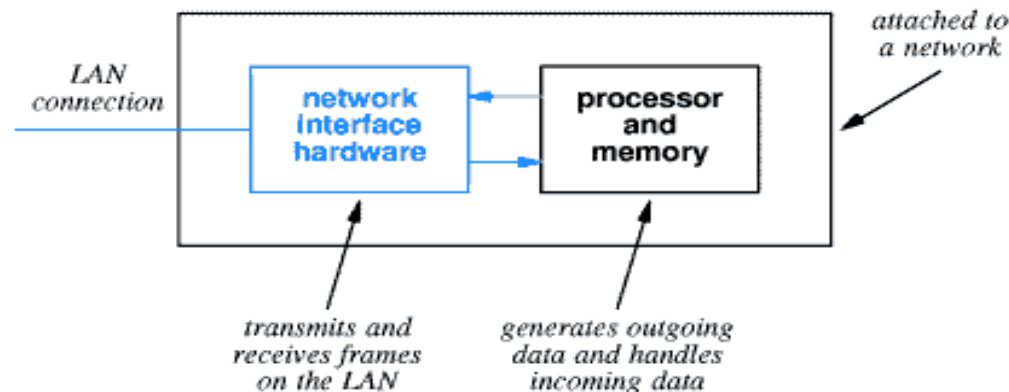 attached to
a network
LAN
connection
network
interface
hardware
processor
and
memory
transmits and
receives frames
on the LAN
generates outgoing
data and handles
incoming data